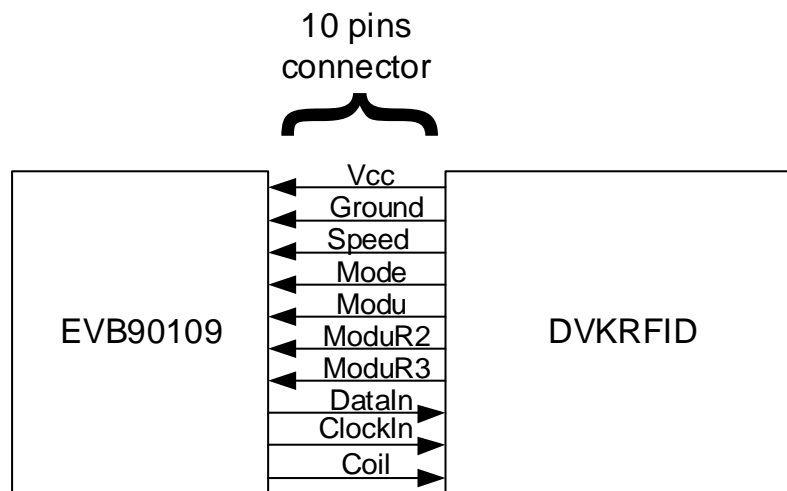 10 pins
connector
Vcc
Ground
Speed
Mode
Modu
EVB90109
ModuR2
DVKRFID
ModuR3
DataIn
ClockIn
Coil